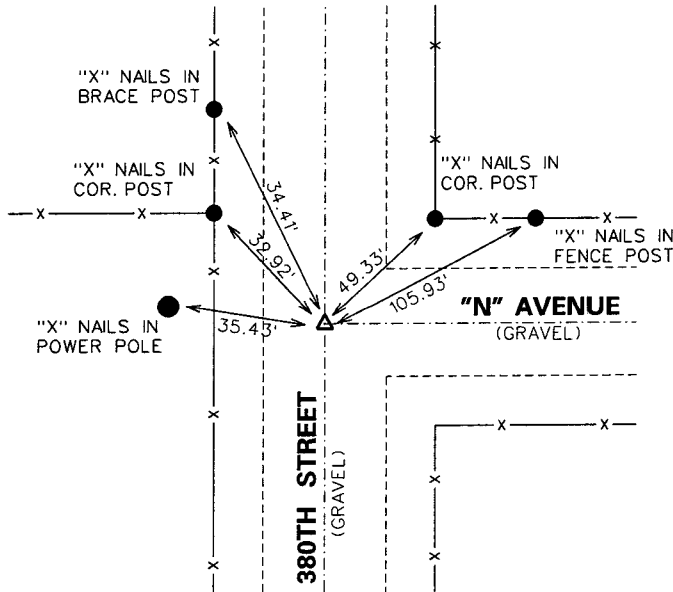 "X" NAILS IN
BRACE POST
"X" NAILS IN
COR. POST
"X" NAILS IN
COR. POST
34.41'
39.92'
49.33'
105.93'
"X" NAILS IN
FENCE POST
"X" NAILS IN
POWER POLE
35.43'
"N" AVENUE
(GRAVEL)
380TH STREET
(GRAVEL)